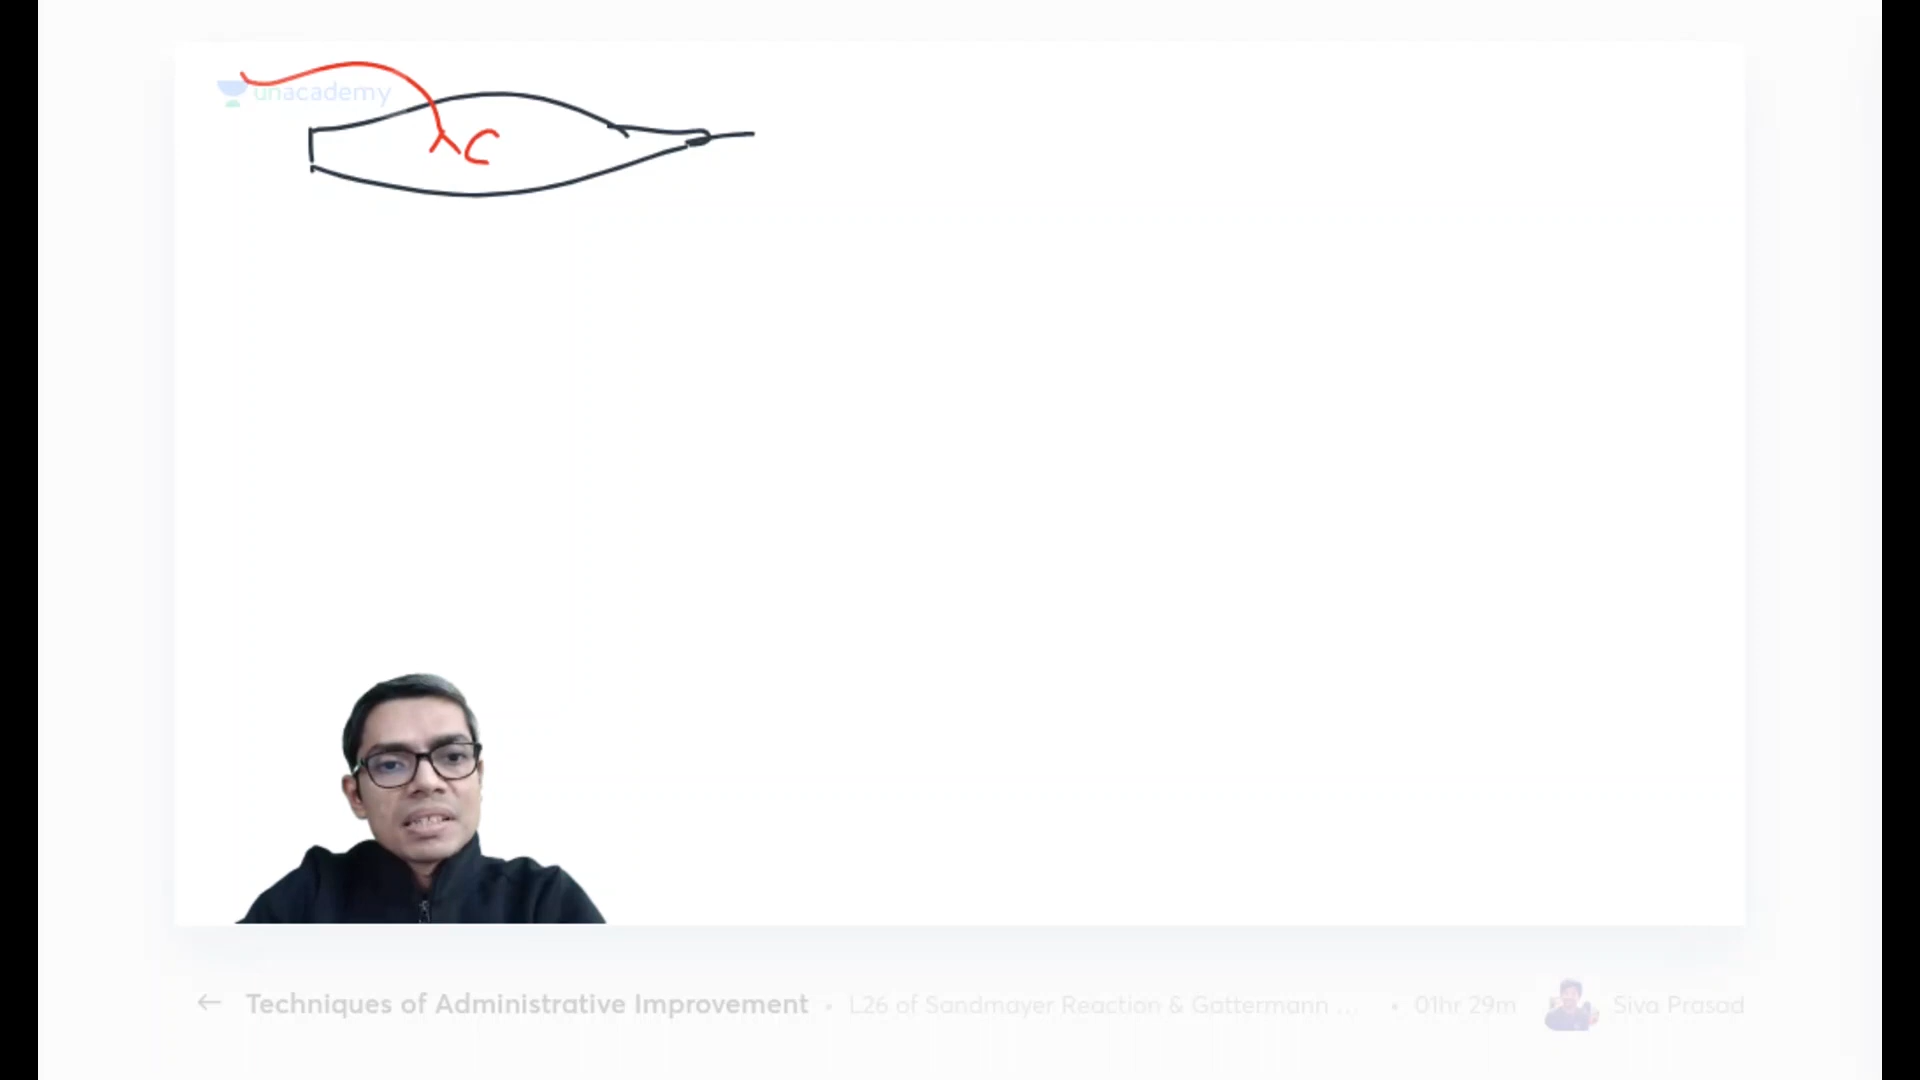 unacademy
C
← Techniques of Administrative Improvement • L26 of Sandmayer Reaction & Gattermann ... • 01hr 29m Siva Prasad